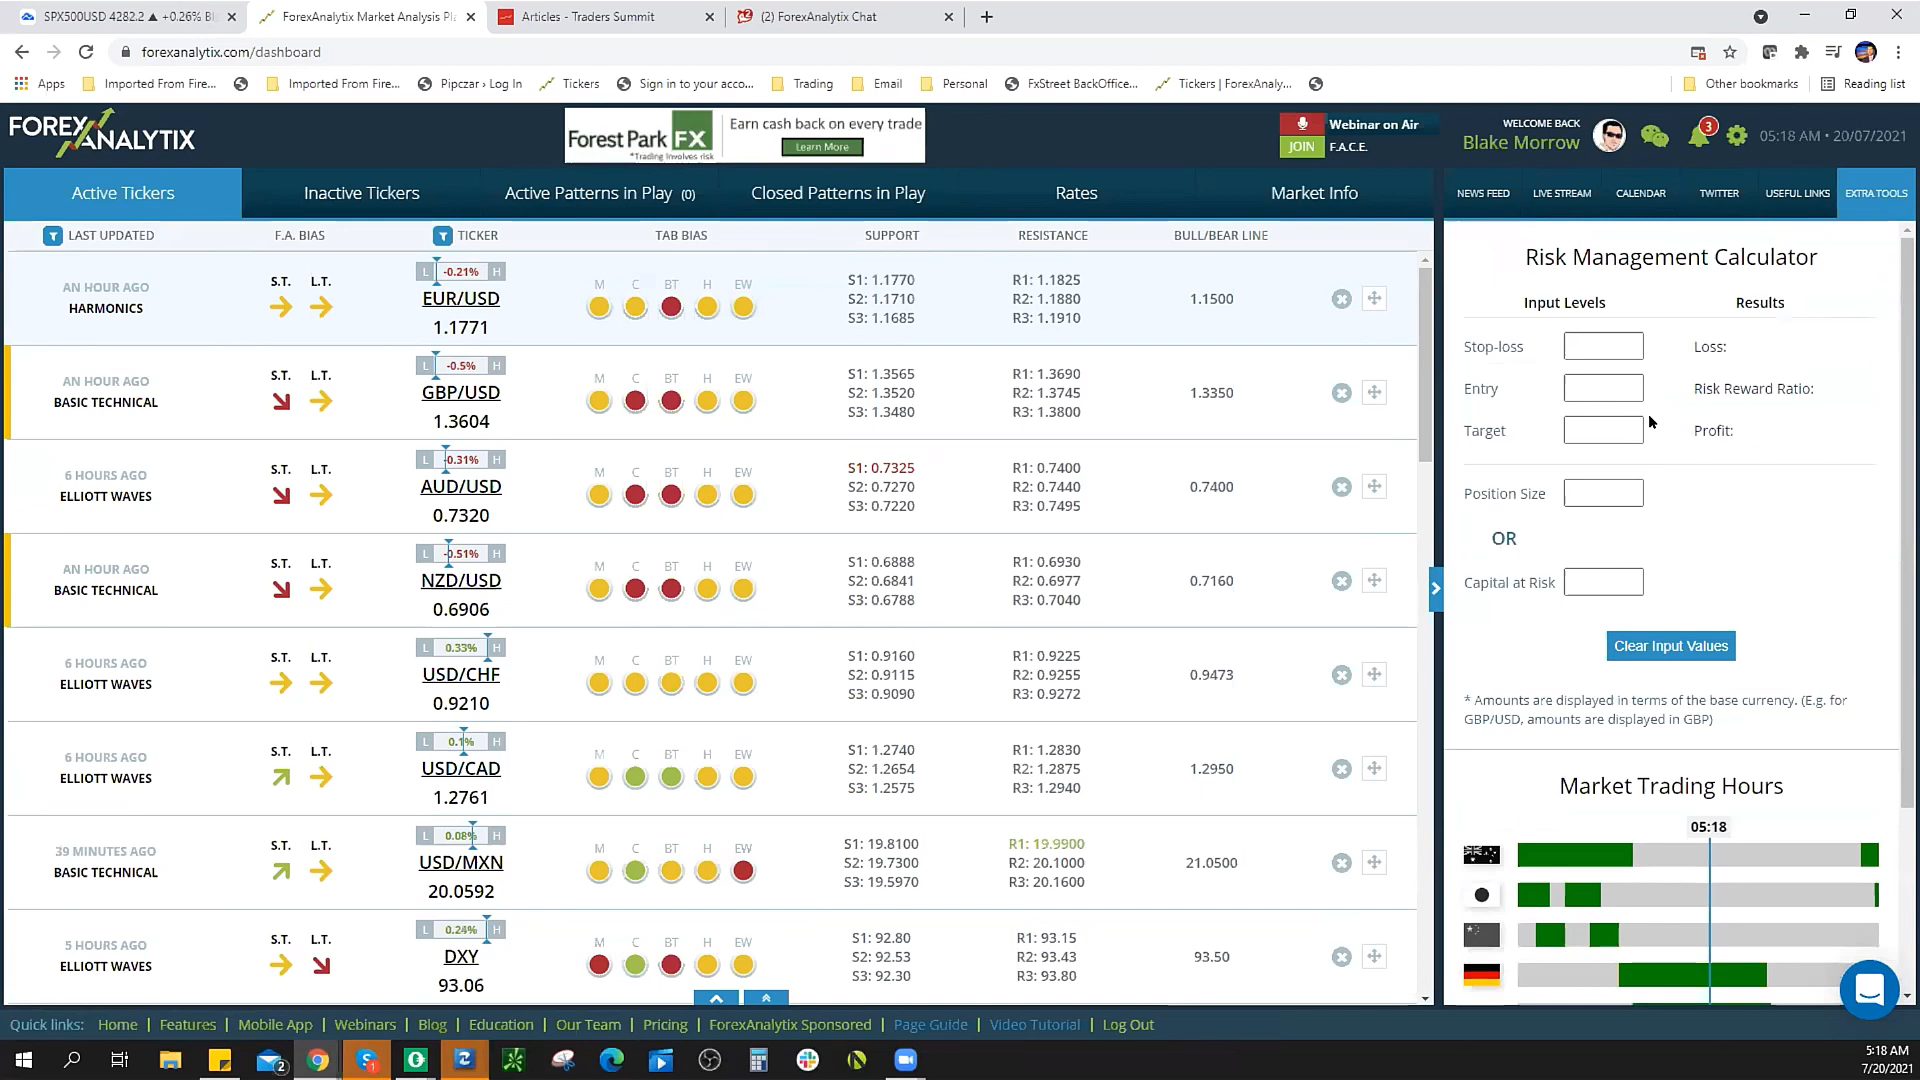 SPX500USD 4282.2 ▲ +0.26%
ForexAnalytix Market Analysis Pl
Articles - Traders Summit
(2) ForexAnalytix Chat
forexanalytix.com/dashboard
Apps
Imported From Fire...
Imported From Fire...
Pipczar › Log In
Tickers
Sign in to your acco...
Trading
Email
Personal
FxStreet BackOffice...
Tickers | ForexAnaly...
Other bookmarks
Reading list
FOREX ANALYTIX
Forest Park FX
*Trading involves risk
Earn cash back on every trade
Learn More
Webinar on Air
JOIN F.A.C.E.
WELCOME BACK
Blake Morrow
3
05:18 AM • 20/07/2021
Active Tickers
Inactive Tickers
Active Patterns in Play (0)
Closed Patterns in Play
Rates
Market Info
NEWS FEED
LIVE STREAM
CALENDAR
TWITTER
USEFUL LINKS
EXTRA TOOLS
LAST UPDATED F.A. BIAS TICKER TAB BIAS SUPPORT RESISTANCE BULL/BEAR LINE
AN HOUR AGO
HARMONICS
S.T. L.T.
L -0.21% H
EUR/USD
1.1771
M C BT H EW
S1: 1.1770
S2: 1.1710
S3: 1.1685
R1: 1.1825
R2: 1.1880
R3: 1.1910
1.1500
AN HOUR AGO
BASIC TECHNICAL
S.T. L.T.
L -0.5% H
GBP/USD
1.3604
M C BT H EW
S1: 1.3565
S2: 1.3520
S3: 1.3480
R1: 1.3690
R2: 1.3745
R3: 1.3800
1.3350
6 HOURS AGO
ELLIOTT WAVES
S.T. L.T.
L -0.31% H
AUD/USD
0.7320
M C BT H EW
S1: 0.7325
S2: 0.7270
S3: 0.7220
R1: 0.7400
R2: 0.7440
R3: 0.7495
0.7400
AN HOUR AGO
BASIC TECHNICAL
S.T. L.T.
L -0.51% H
NZD/USD
0.6906
M C BT H EW
S1: 0.6888
S2: 0.6841
S3: 0.6788
R1: 0.6930
R2: 0.6977
R3: 0.7040
0.7160
6 HOURS AGO
ELLIOTT WAVES
S.T. L.T.
L 0.33% H
USD/CHF
0.9210
M C BT H EW
S1: 0.9160
S2: 0.9115
S3: 0.9090
R1: 0.9225
R2: 0.9255
R3: 0.9272
0.9473
6 HOURS AGO
ELLIOTT WAVES
S.T. L.T.
L 0.1% H
USD/CAD
1.2761
M C BT H EW
S1: 1.2740
S2: 1.2654
S3: 1.2575
R1: 1.2830
R2: 1.2875
R3: 1.2940
1.2950
39 MINUTES AGO
BASIC TECHNICAL
S.T. L.T.
L 0.08% H
USD/MXN
20.0592
M C BT H EW
S1: 19.8100
S2: 19.7300
S3: 19.5970
R1: 19.9900
R2: 20.1000
R3: 20.1600
21.0500
5 HOURS AGO
ELLIOTT WAVES
S.T. L.T.
L 0.24% H
DXY
93.06
M C BT H EW
S1: 92.80
S2: 92.53
S3: 92.30
R1: 93.15
R2: 93.43
R3: 93.80
93.50
Risk Management Calculator
Input Levels Results
Stop-loss Loss:
Entry Risk Reward Ratio:
Target Profit:
Position Size
OR
Capital at Risk
Clear Input Values
* Amounts are displayed in terms of the base currency. (E.g. for
GBP/USD, amounts are displayed in GBP)
Market Trading Hours
05:18
Quick links: Home | Features | Mobile App | Webinars | Blog | Education | Our Team | Pricing | ForexAnalytix Sponsored | Page Guide | Video Tutorial | Log Out
2
1
5:18 AM
7/20/2021